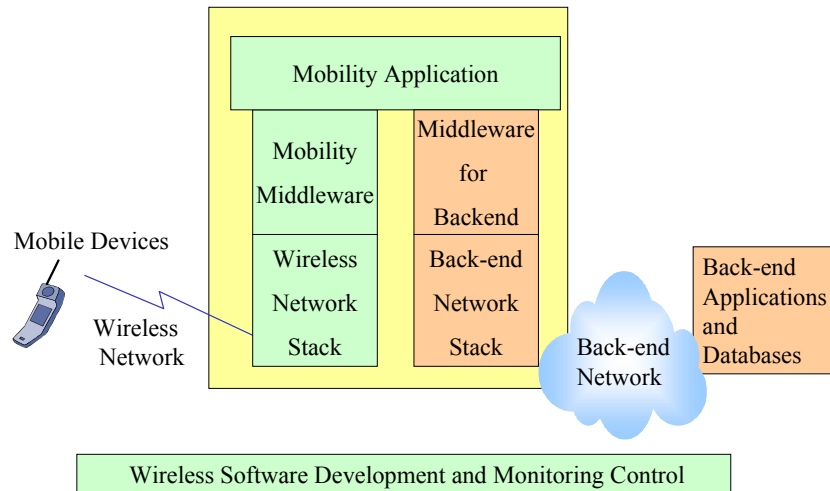 Mobility Application
Mobility
Middleware
Middleware
for
Backend
Mobile Devices
Wireless
Network
Wireless
Network
Stack
Back-end
Network
Stack
Back-end
Network
Back-end
Applications
and
Databases
Wireless Software Development and Monitoring Control